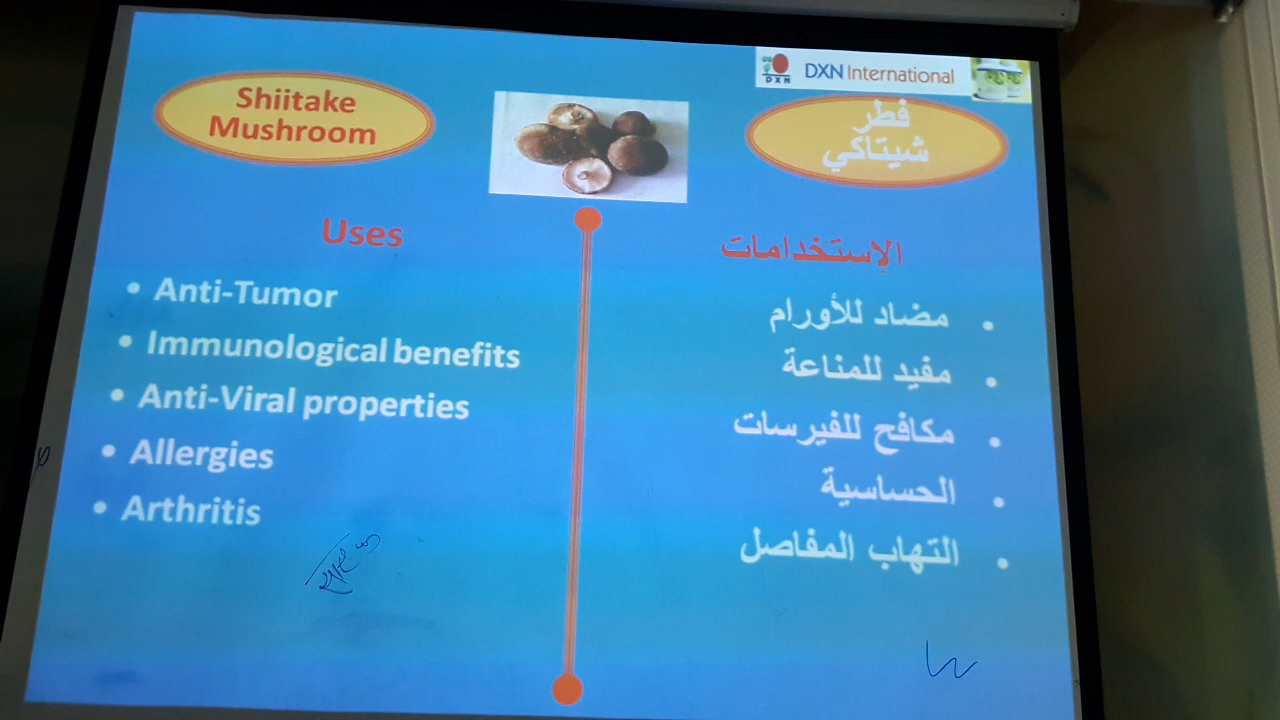 DXN
DXN International
Shiitake
Mushroom
فطر
شيتاكي
Uses
• Anti-Tumor
• Immunological benefits
• Anti-Viral properties
• Allergies
• Arthritis
الإستخدامات
• مضاد للأورام
• مفيد للمناعة
• مكافح للفيرسات
• الحساسية
• التهاب المفاصل